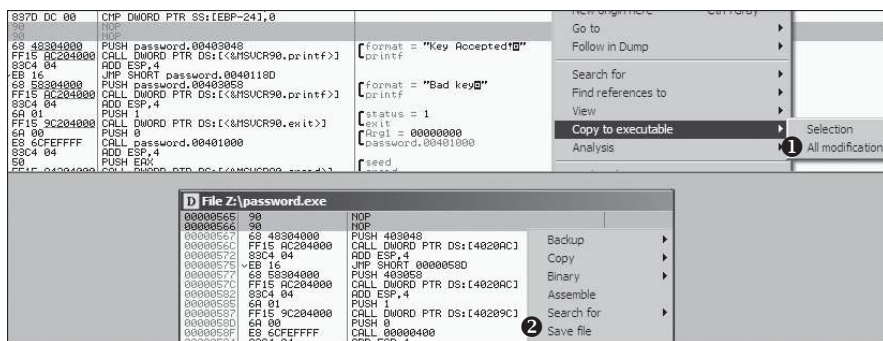 New origin here Ctrl+Gray
837D DC 00 CMP DWORD PTR SS:[EBP-24],0
90 NOP
90 NOP
68 48304000 PUSH password.00403048
FF15 AC204000 CALL DWORD PTR DS:[<&MSVCR90.printf>]
83C4 04 ADD ESP,4
EB 16 JMP SHORT password.0040118D
68 58304000 PUSH password.00403058
FF15 AC204000 CALL DWORD PTR DS:[<&MSVCR90.printf>]
83C4 04 ADD ESP,4
6A 01 PUSH 1
FF15 9C204000 CALL DWORD PTR DS:[<&MSVCR90.exit>]
6A 00 PUSH 0
E8 6CFEFFFF CALL password.00401000
83C4 04 ADD ESP,4
50 PUSH EAX
format = "Key Accepted!
printf
format = "Bad key
printf
status = 1
exit
Arg1 = 00000000
password.00401000
seed
Go to
Follow in Dump
Search for
Find references to
View
Copy to executable
Analysis
Selection
❶ All modification
D File Z:\password.exe
00000565 90 NOP
00000566 90 NOP
00000567 68 48304000 PUSH 403048
0000056C FF15 AC204000 CALL DWORD PTR DS:[4020AC]
00000572 83C4 04 ADD ESP,4
00000575 EB 16 JMP SHORT 0000058D
00000577 68 58304000 PUSH 403058
0000057C FF15 AC204000 CALL DWORD PTR DS:[4020AC]
00000582 83C4 04 ADD ESP,4
00000585 6A 01 PUSH 1
00000587 FF15 9C204000 CALL DWORD PTR DS:[40209C]
0000058D 6A 00 PUSH 0
0000058F E8 6CFEFFFF CALL 00000400
Backup
Copy
Binary
Assemble
Search for
❷ Save file